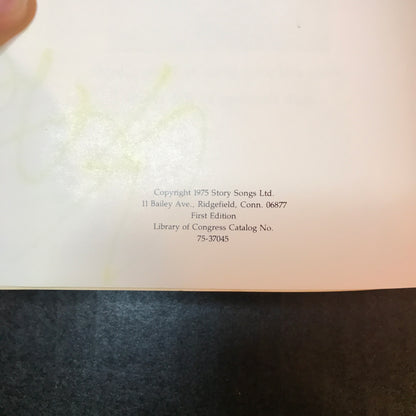 Copyright 1975 Story Songs Ltd.
11 Bailey Ave., Ridgefield, Conn. 06877
First Edition
Library of Congress Catalog No.
75-37045